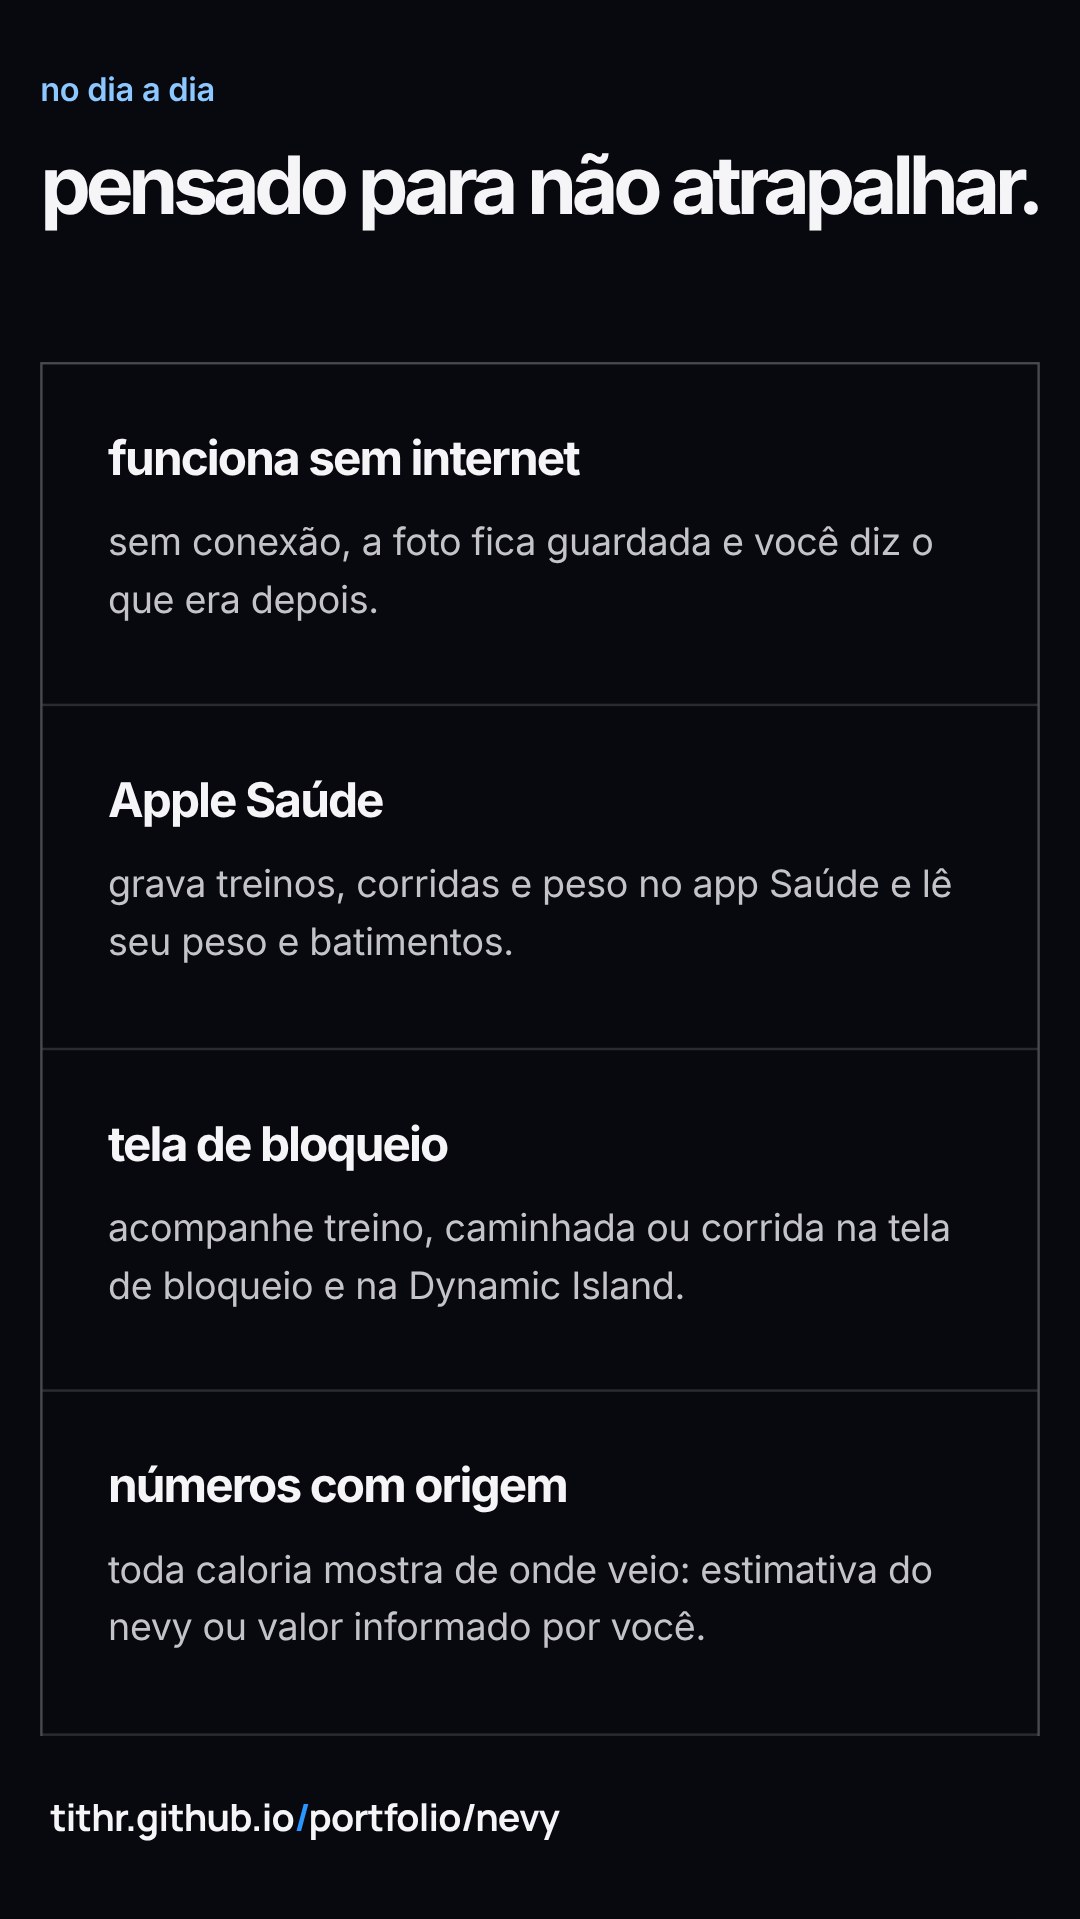 no dia a dia
pensado para não atrapalhar.
funciona sem internet
sem conexão, a foto fica guardada e você diz o
que era depois.
Apple Saúde
grava treinos, corridas e peso no app Saúde e lê
seu peso e batimentos.
tela de bloqueio
acompanhe treino, caminhada ou corrida na tela
de bloqueio e na Dynamic Island.
números com origem
toda caloria mostra de onde veio: estimativa do
nevy ou valor informado por você.
tithr.github.io/portfolio/nevy